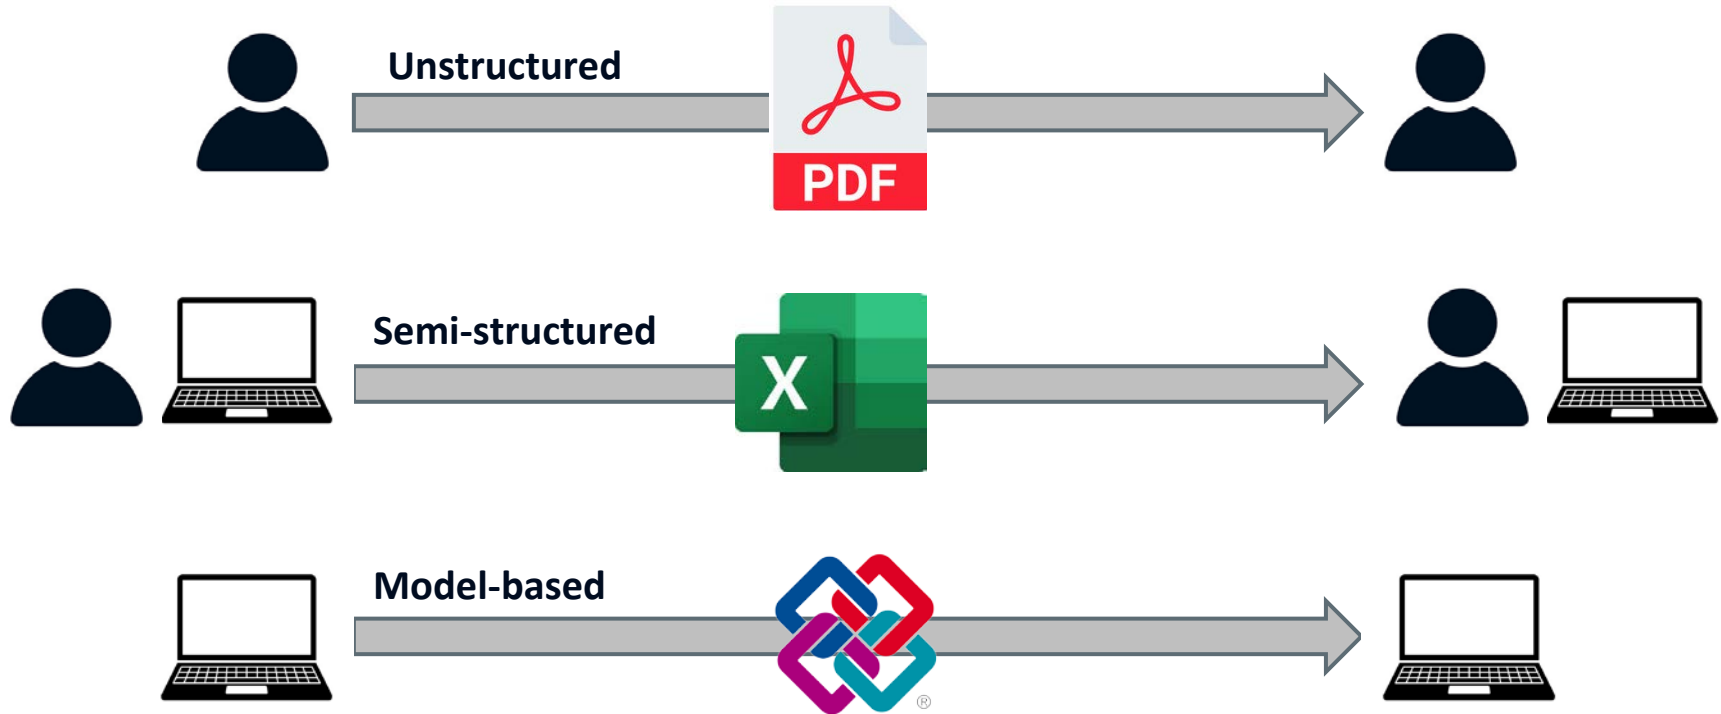 Unstructured
PDF
Semi-structured
X
Model-based
®